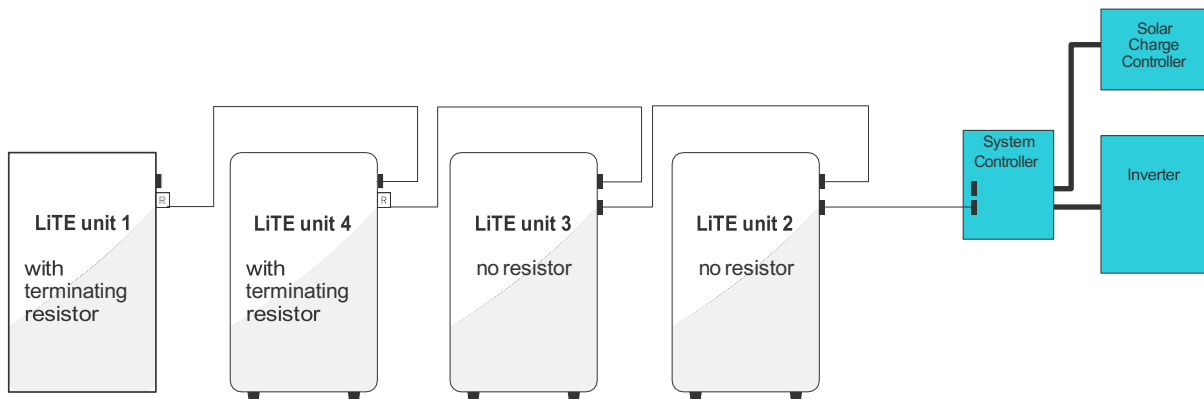 LiTE unit 1
with
terminating
resistor
R
LiTE unit 4
with
terminating
resistor
R
LiTE unit 3
no resistor
LiTE unit 2
no resistor
System
Controller
Solar
Charge
Controller
Inverter